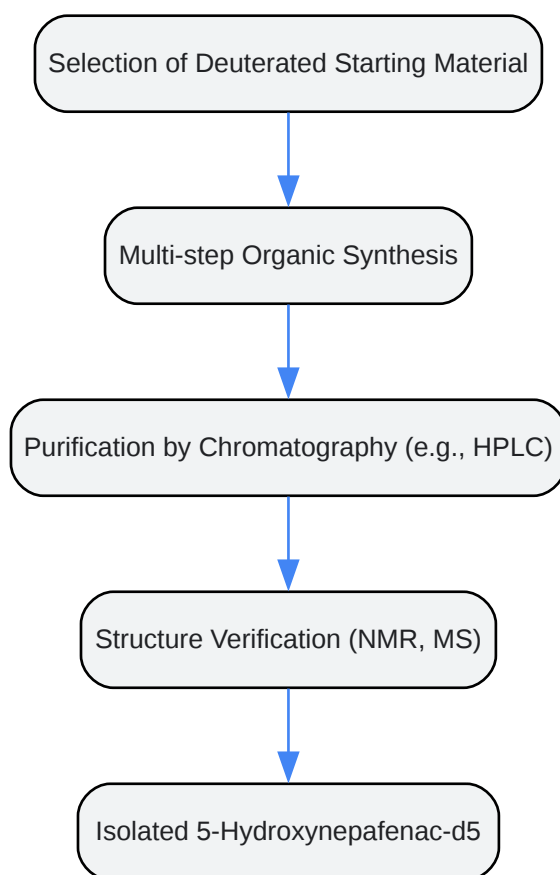 Selection of Deuterated Starting Material
Multi-step Organic Synthesis
Purification by Chromatography (e.g., HPLC)
Structure Verification (NMR, MS)
Isolated 5-Hydroxynepafenac-d5